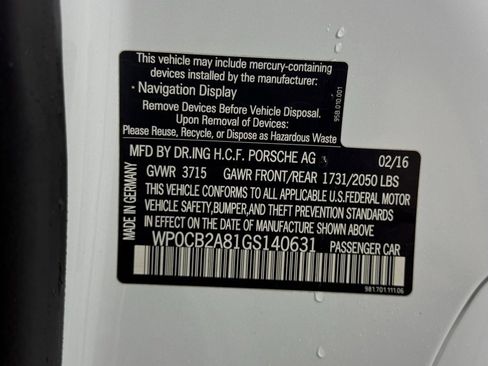 This vehicle may include mercury-containing
devices installed by the manufacturer:
· Navigation Display
Remove Devices Before Vehicle Disposal.
Upon Removal of Devices:
Please Reuse, Recycle, or Dispose as Hazardous Waste
958.010.001
MFD BY DR.ING H.C.F. PORSCHE AG 02/16
GVWR 3715 GAWR FRONT/REAR 1731/2050 LBS
THIS VEHICLE CONFORMS TO ALL APPLICABLE U.S.FEDERAL MOTOR
VEHICLE SAFETY,BUMPER,AND THEFT PREVENTION STANDARDS
IN EFFECT ON THE DATE OF MANUFACTURE SHOWN ABOVE.
WP0CB2A81GS140631 PASSENGER CAR
MADE IN GERMANY
981.701.111.06